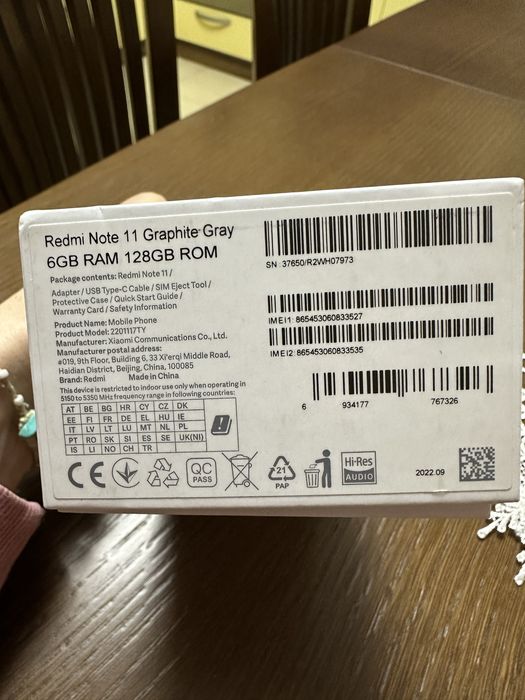 Redmi Note 11 Graphite Gray
6GB RAM 128GB ROM
Package contents: Redmi Note 11 /
Adapter / USB Type-C Cable / SIM Eject Tool /
Protective Case / Quick Start Guide /
Warranty Card / Safety Information
Product Name: Mobile Phone
Product Model: 2201117TY
Manufacturer: Xiaomi Communications Co., Ltd.
Manufacturer postal address:
#019, 9th Floor, Building 6, 33 Xi'erqi Middle Road,
Haidian District, Beijing, China, 100085
Brand: Redmi Made in China
This device is restricted to indoor use only when operating in
5150 to 5350 MHz frequency range in following countries:
AT BE BG HR CY CZ DK
EE FI FR DE EL HU IE
IT LV LT LU MT NL PL
PT RO SK SI ES SE UK(NI)
IS LI NO CH TR
SN: 37650/R2WH07973
IMEI1: 865453060833527
IMEI2: 865453060833535
6 934177 767326
CE
QC
PASS
21
PAP
Hi-Res
AUDIO
2022.09